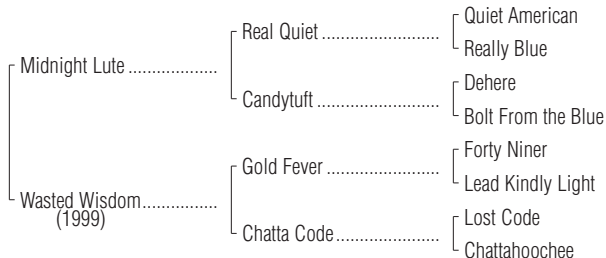 Quiet American
Real Quiet
Really Blue
Midnight Lute
Dehere
Candytuft
Bolt From the Blue
Forty Niner
Gold Fever
Lead Kindly Light
Wasted Wisdom
(1999)
Lost Code
Chatta Code
Chattahoochee